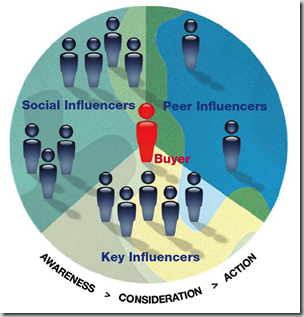 Social Influencers
Peer Influencers
Buyer
Key Influencers
AWARENESS > CONSIDERATION > ACTION